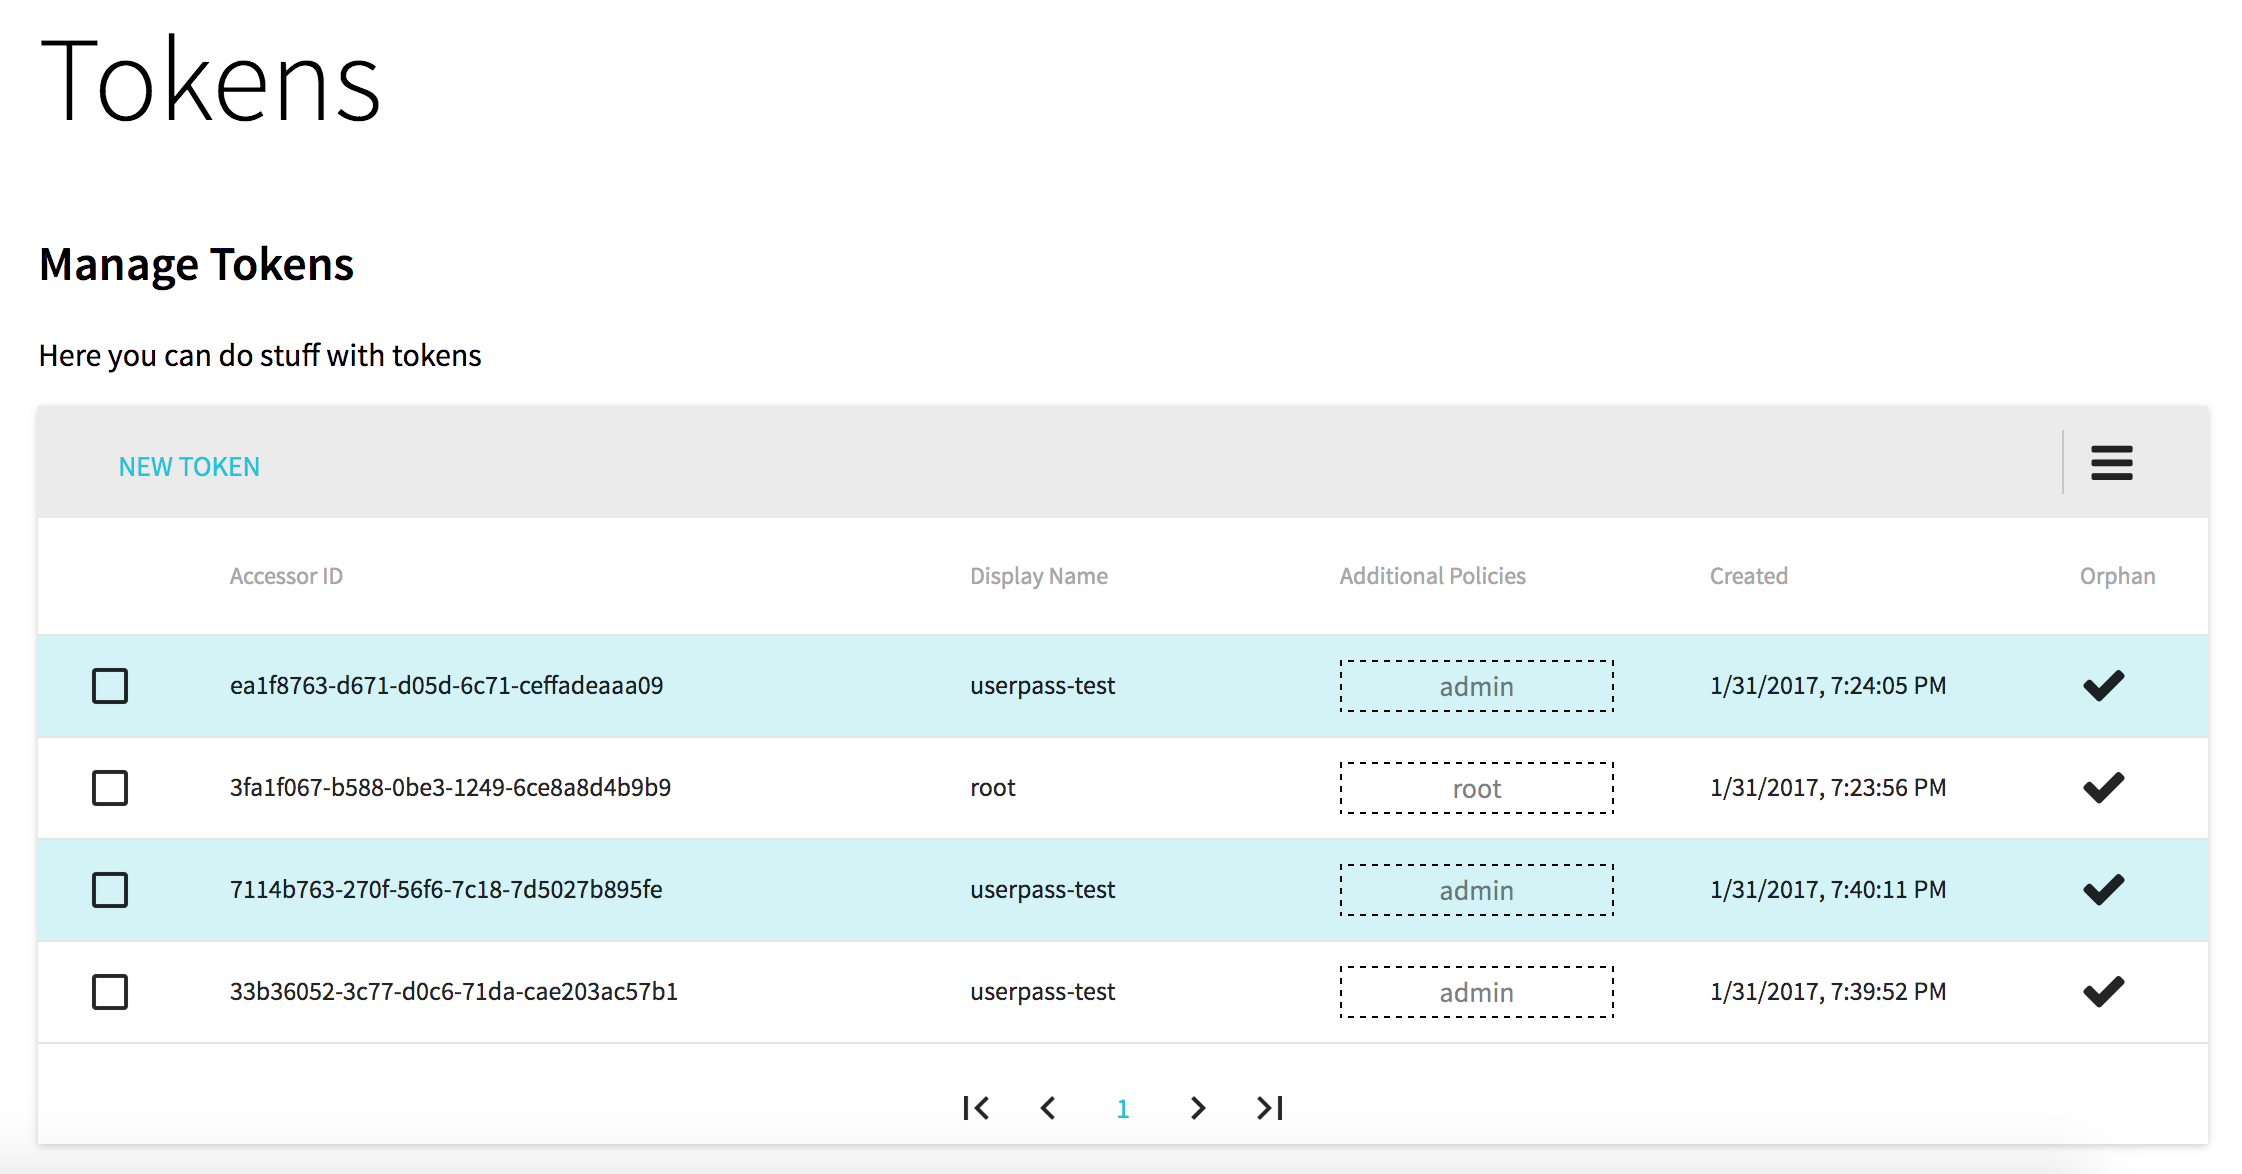 Tokens
Manage Tokens
Here you can do stuff with tokens
NEW TOKEN
Accessor ID Display Name Additional Policies Created Orphan
ea1f8763-d671-d05d-6c71-ceffadeaaa09 userpass-test admin 1/31/2017, 7:24:05 PM
3fa1f067-b588-0be3-1249-6ce8a8d4b9b9 root root 1/31/2017, 7:23:56 PM
7114b763-270f-56f6-7c18-7d5027b895fe userpass-test admin 1/31/2017, 7:40:11 PM
33b36052-3c77-d0c6-71da-cae203ac57b1 userpass-test admin 1/31/2017, 7:39:52 PM
1